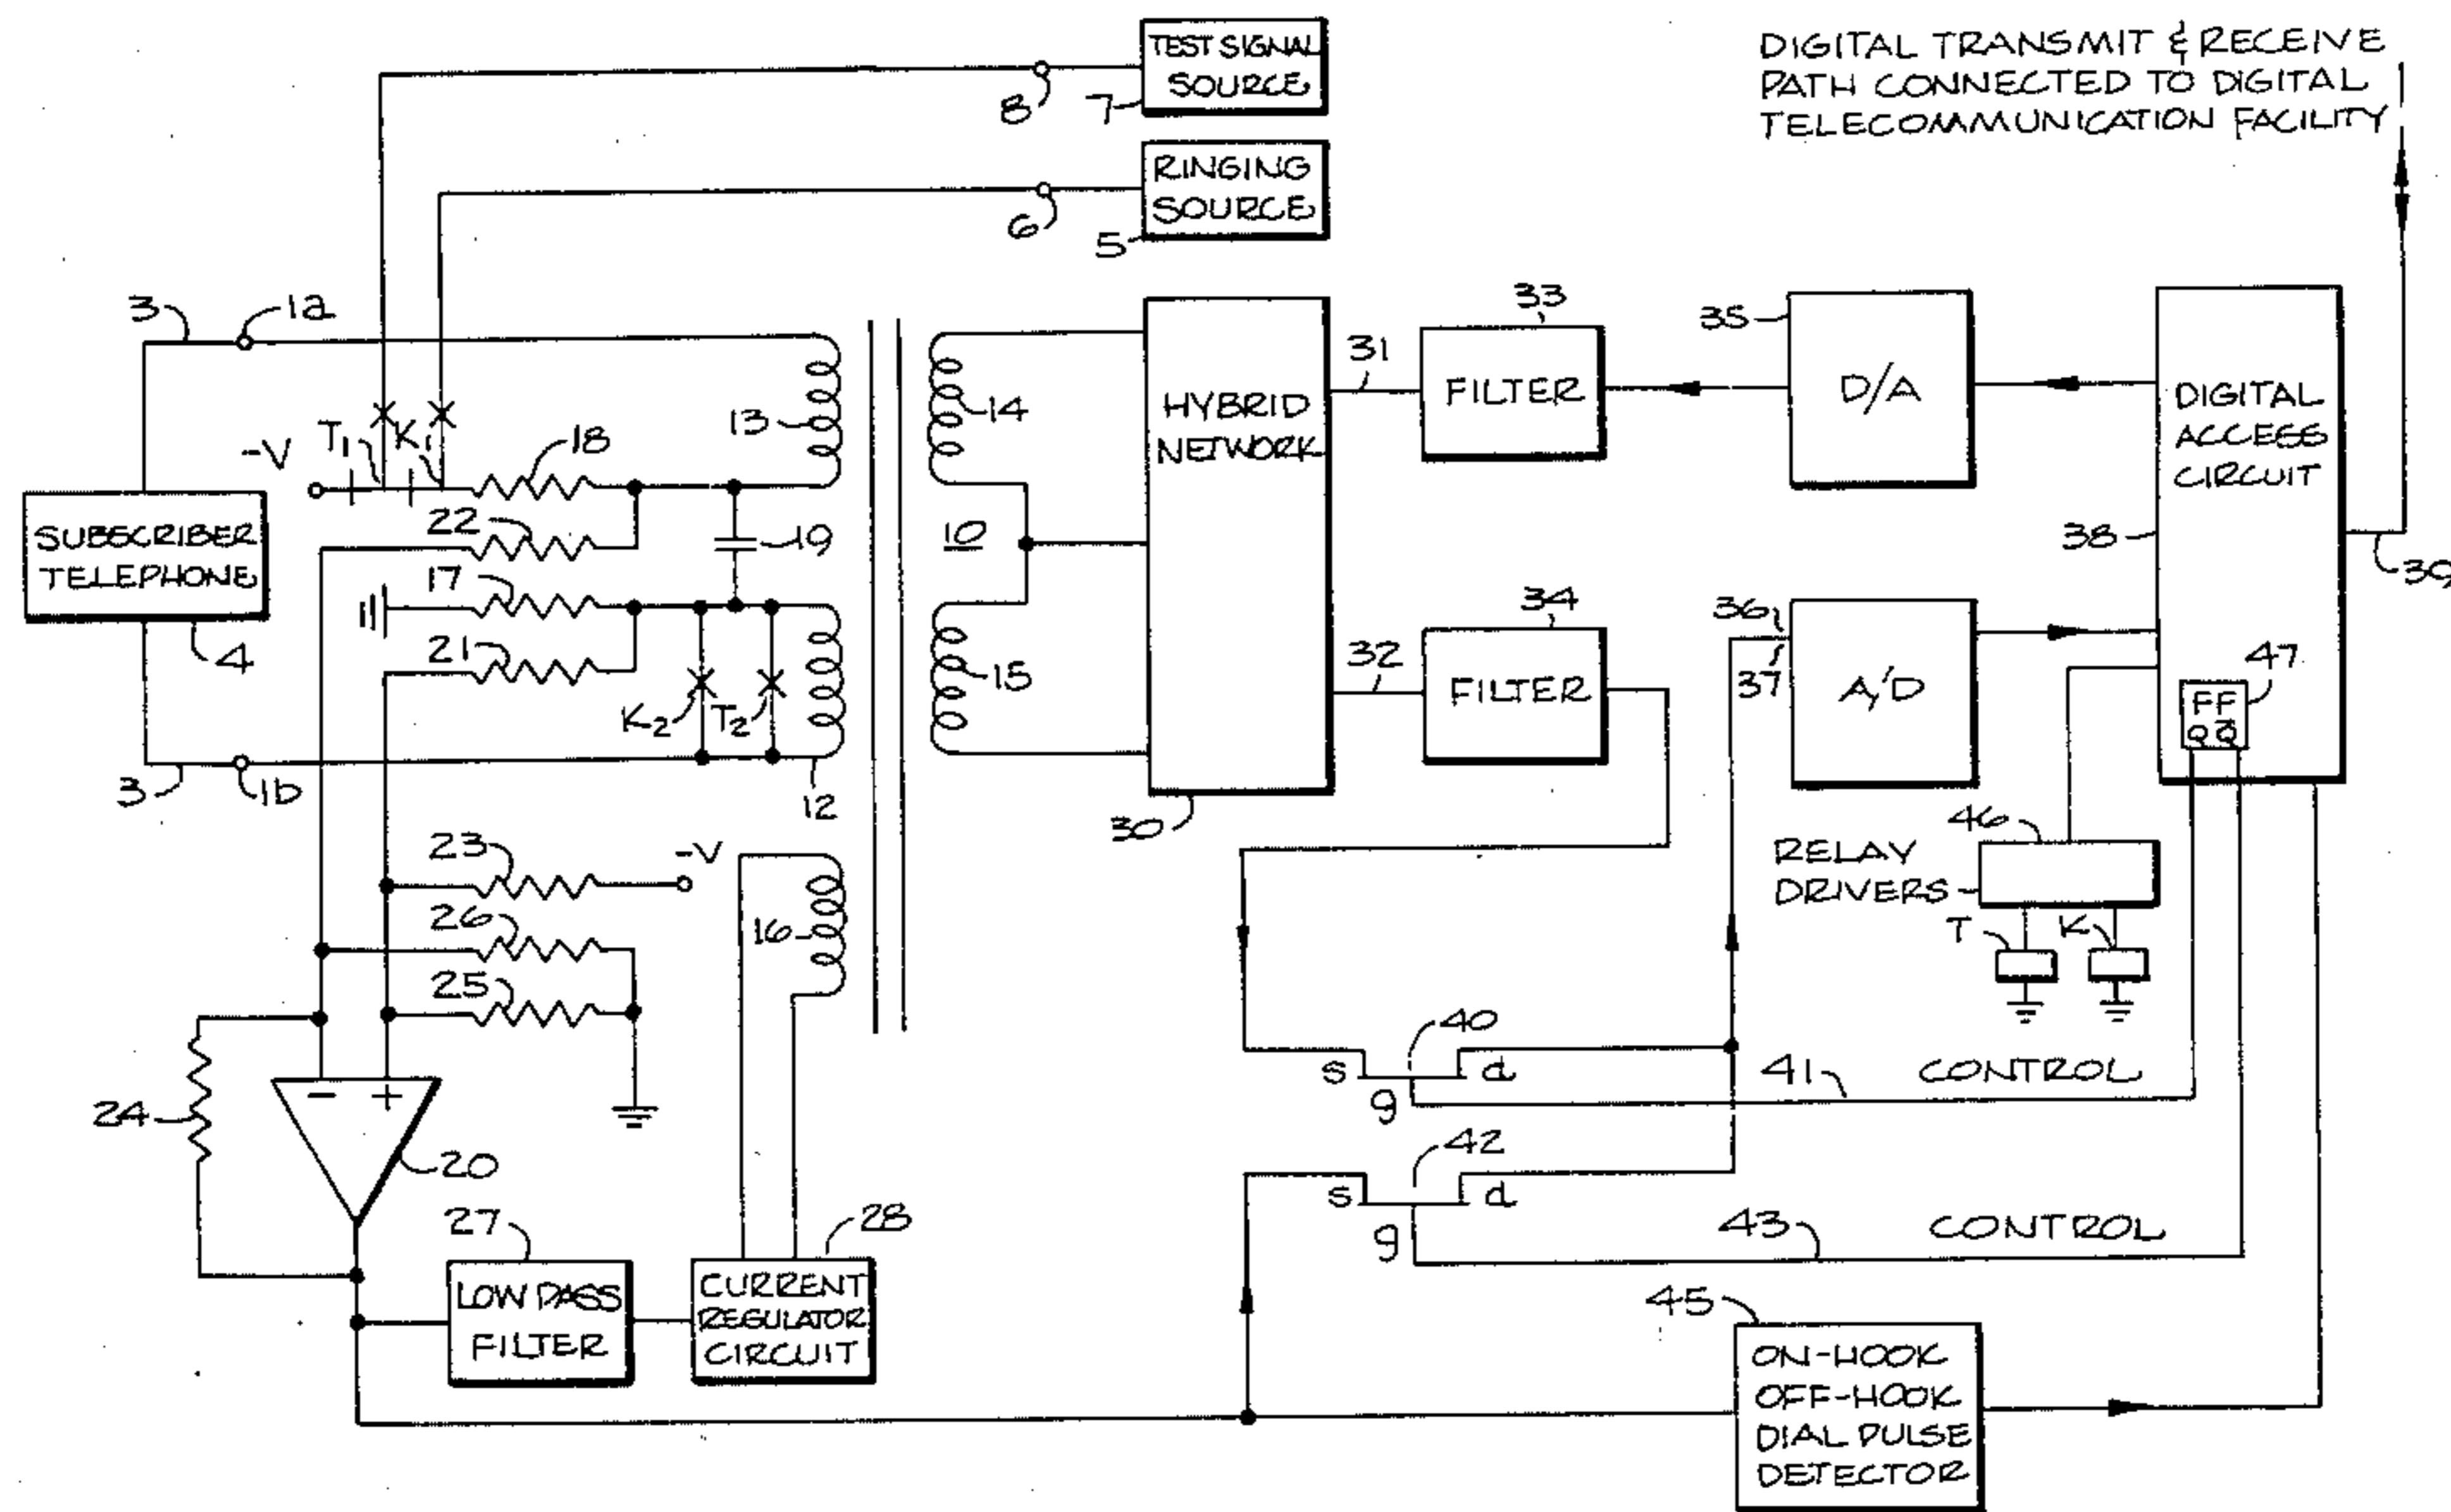 TEST SIGNAL
SOURCE
7
8
RINGING
SOURCE
5
6
DIGITAL TRANSMIT & RECEIVE
PATH CONNECTED TO DIGITAL
TELECOMMUNICATION FACILITY
3
1a
SUBSCRIBER
TELEPHONE
4
3
1b
-V
T1
K1
18
22
17
21
19
K2
T2
13
12
14
10
15
16
HYBRID
NETWORK
30
31
32
33
FILTER
34
FILTER
35
D/A
36
37
A/D
DIGITAL
ACCESS
CIRCUIT
38
39
47
FF
Q Q̅
46
RELAY
DRIVERS
T
K
23
-V
26
25
24
-
+
20
27
LOW PASS
FILTER
28
CURRENT
REGULATOR
CIRCUIT
40
s
d
g
41
CONTROL
42
s
d
g
43
CONTROL
45
ON-HOOK
OFF-HOOK
DIAL PULSE
DETECTOR